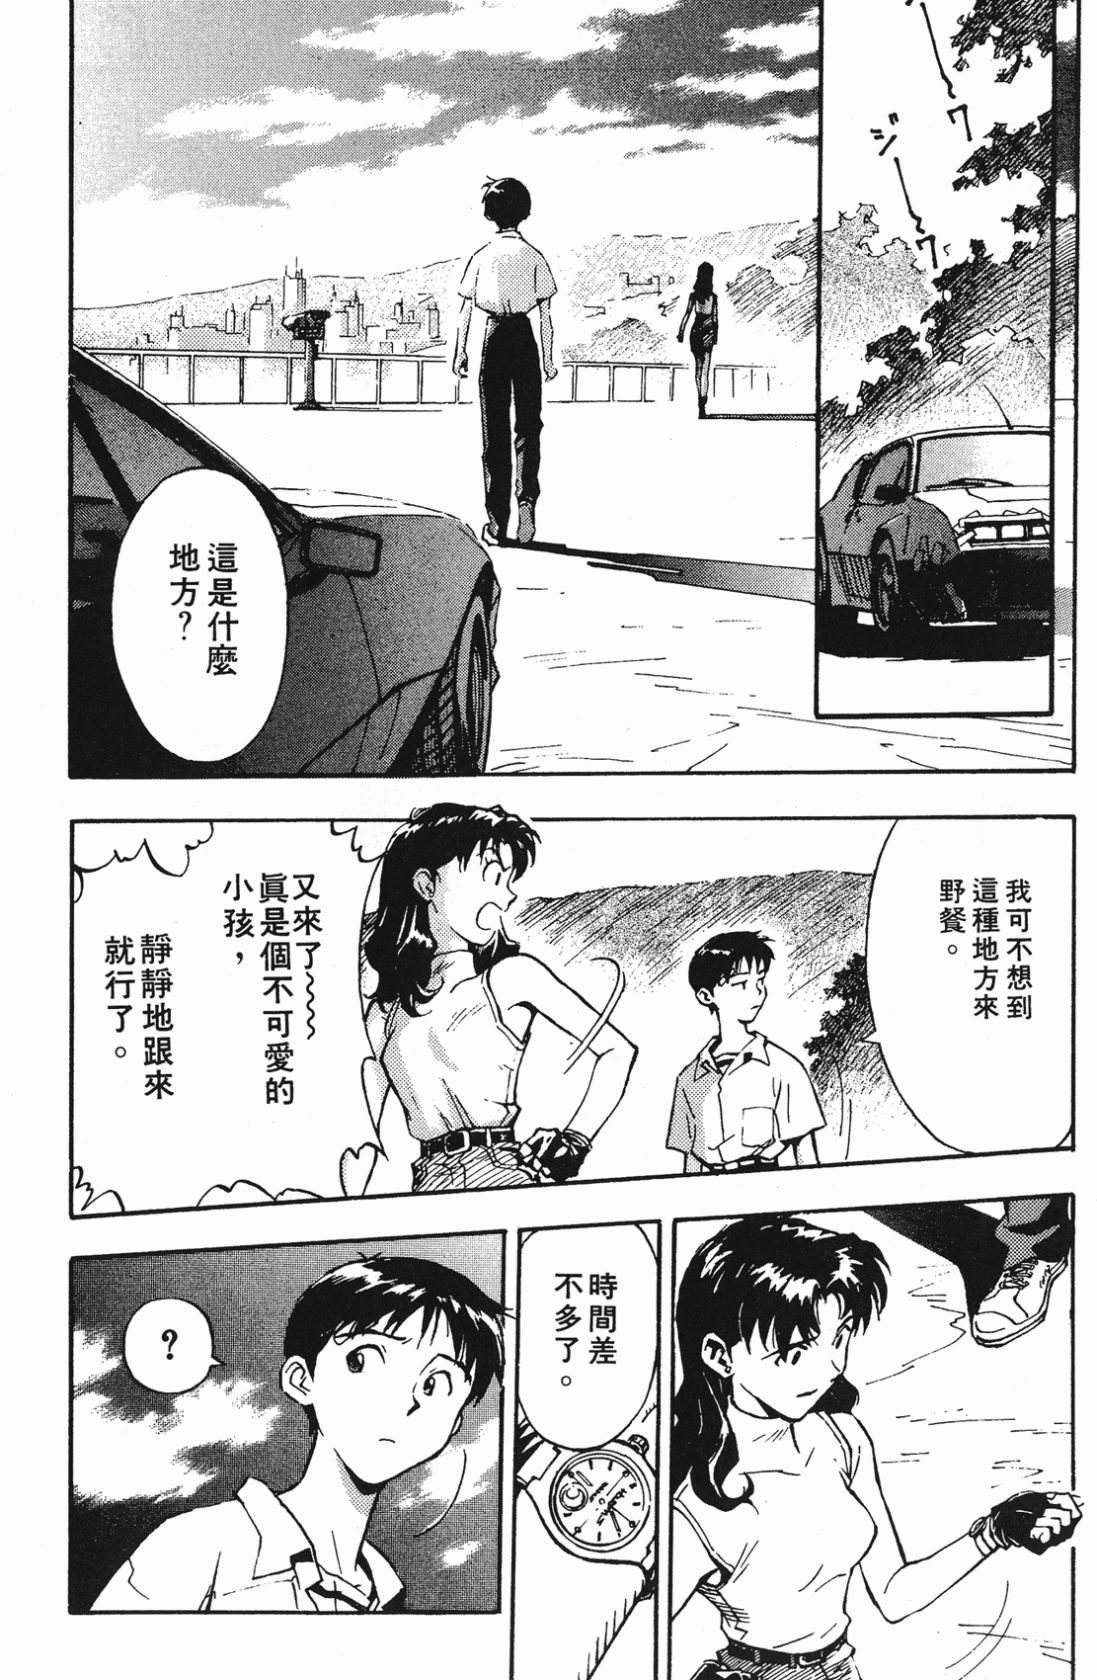 ジーワ
ワ
這是什麼
地方?
我可不想到
這種地方來
野餐。
又來了~~~
眞是個不可愛的
小孩,
靜靜地跟來
就行了。
時間差
不多了。
?